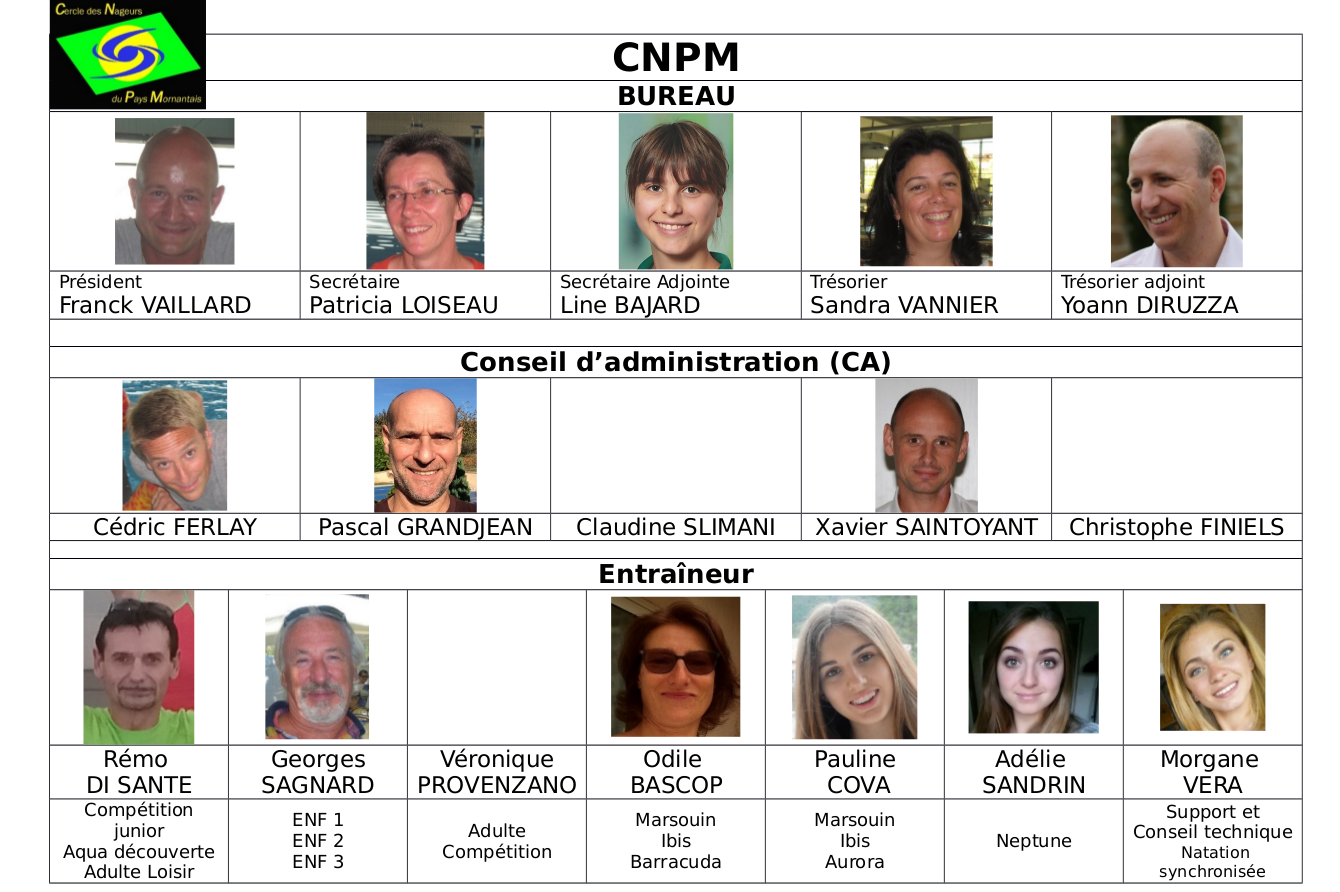 Cercle des Nageurs
du Pays Mornantais
CNPM
BUREAU
Président
Franck VAILLARD
Secrétaire
Patricia LOISEAU
Secrétaire Adjointe
Line BAJARD
Trésorier
Sandra VANNIER
Trésorier adjoint
Yoann DIRUZZA
Conseil d’administration (CA)
Cédric FERLAY
Pascal GRANDJEAN
Claudine SLIMANI
Xavier SAINTOYANT
Christophe FINIELS
Entraîneur
Rémo
DI SANTE
Georges
SAGNARD
Véronique
PROVENZANO
Odile
BASCOP
Pauline
COVA
Adélie
SANDRIN
Morgane
VERA
Compétition
junior
Aqua découverte
Adulte Loisir
ENF 1
ENF 2
ENF 3
Adulte
Compétition
Marsouin
Ibis
Barracuda
Marsouin
Ibis
Aurora
Neptune
Support et
Conseil technique
Natation
synchronisée